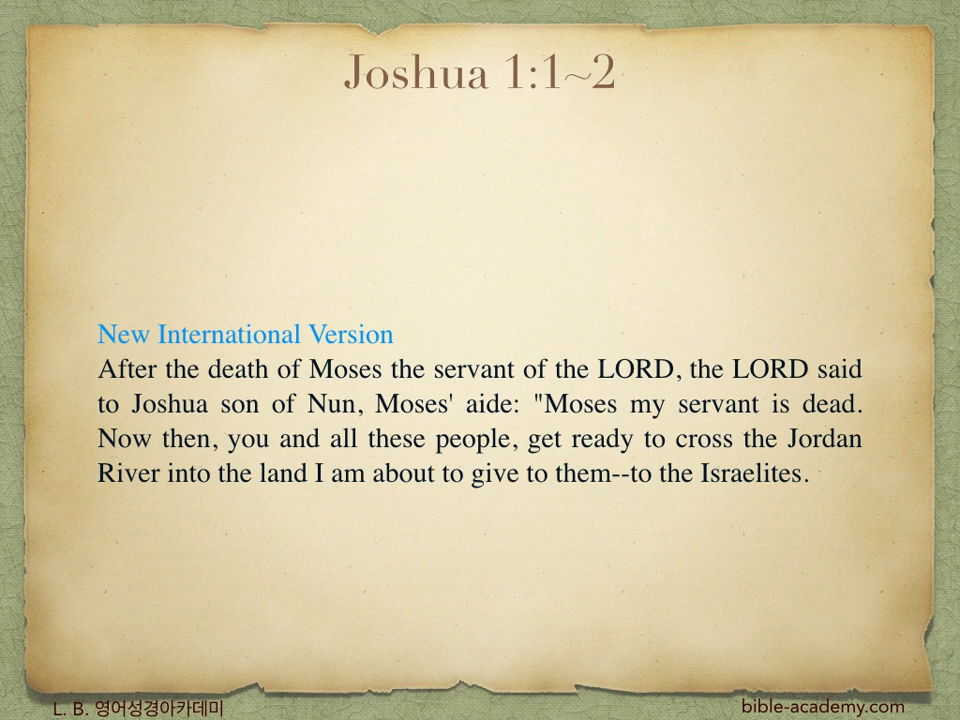 Joshua 1:1~2
New International Version
After the death of Moses the servant of the LORD, the LORD said
to Joshua son of Nun, Moses' aide: "Moses my servant is dead.
Now then, you and all these people, get ready to cross the Jordan
River into the land I am about to give to them--to the Israelites.
L. B. 영어성경아카데미
bible-academy.com